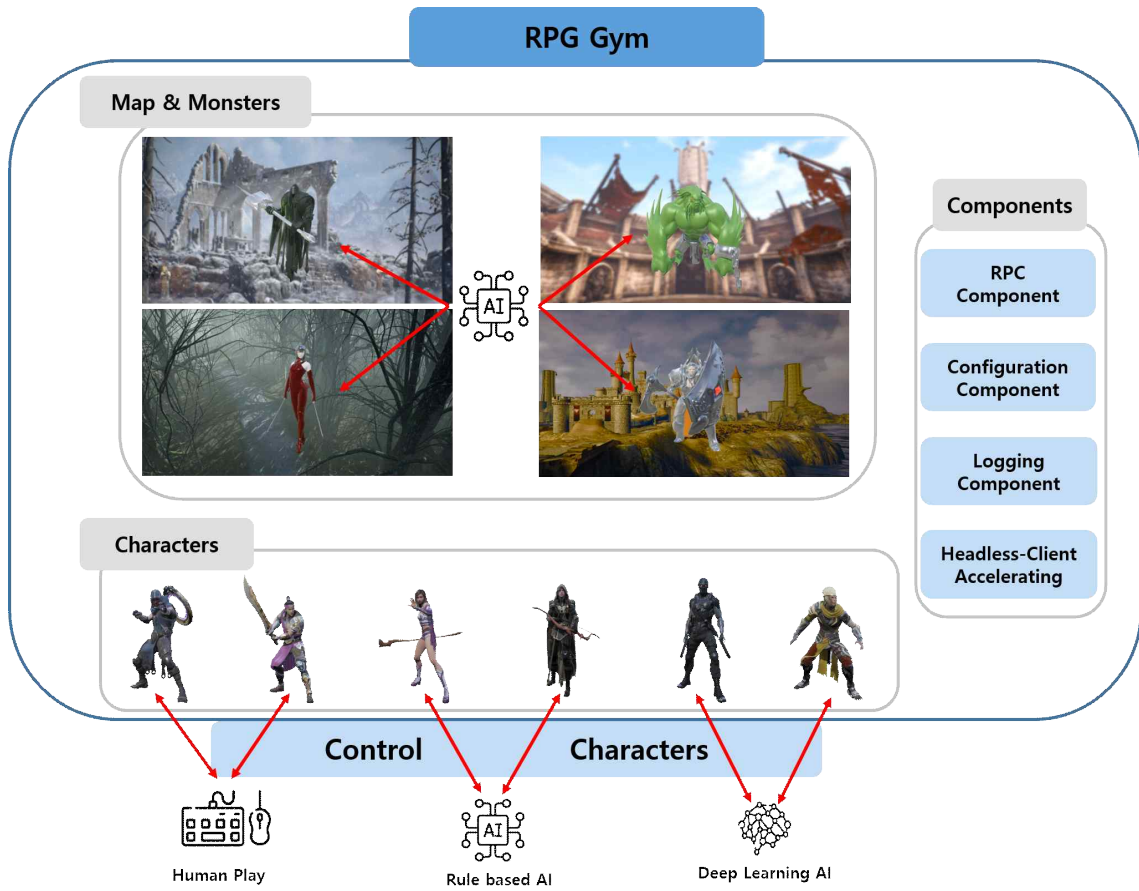 RPG Gym
Map & Monsters
AI
Components
RPC
Component
Configuration
Component
Logging
Component
Headless-Client
Accelerating
Characters
Control Characters
AI
Human Play
Rule based AI
Deep Learning AI